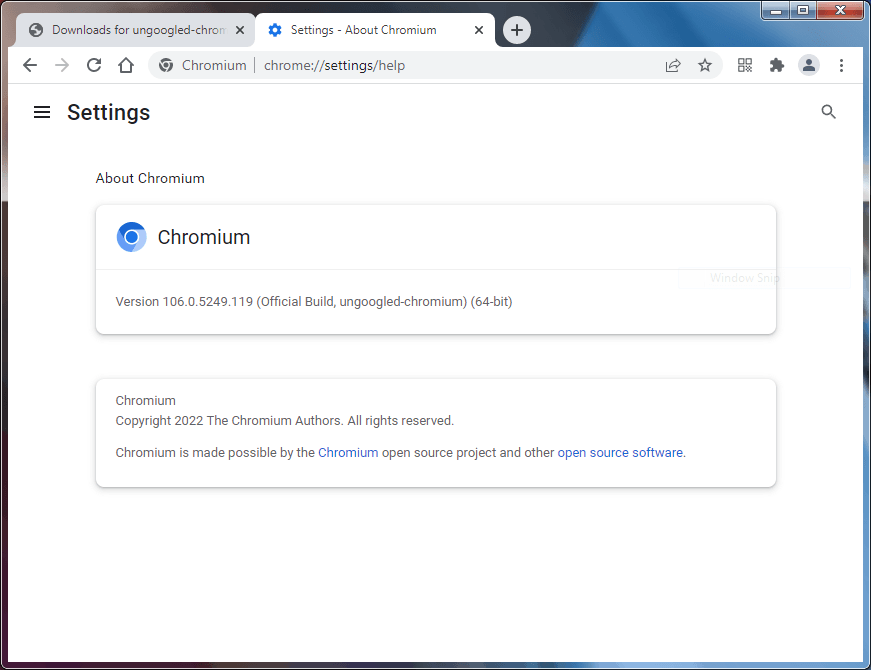 Downloads for ungoogled-chrom
Settings - About Chromium
Chromium
chrome://settings/help
Settings
About Chromium
Chromium
Window Snip
Version 106.0.5249.119 (Official Build, ungoogled-chromium) (64-bit)
Chromium
Copyright 2022 The Chromium Authors. All rights reserved.
Chromium is made possible by the Chromium open source project and other open source software.